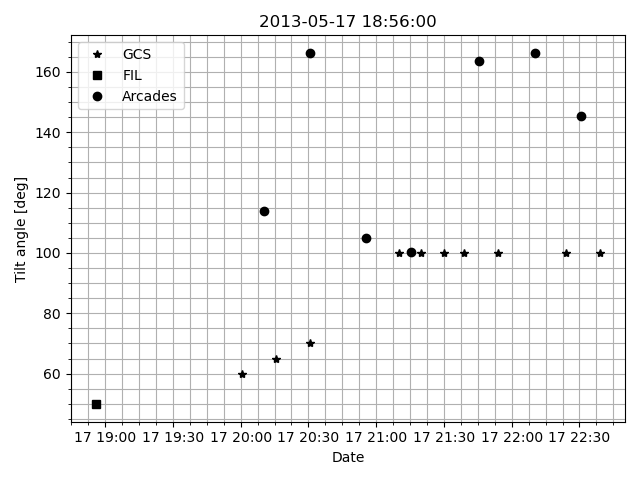 2013-05-17 18:56:00
GCS
FIL
Arcades
160
140
120
100
80
60
Tilt angle [deg]
17 19:00 17 19:30 17 20:00 17 20:30 17 21:00 17 21:30 17 22:00 17 22:30
Date